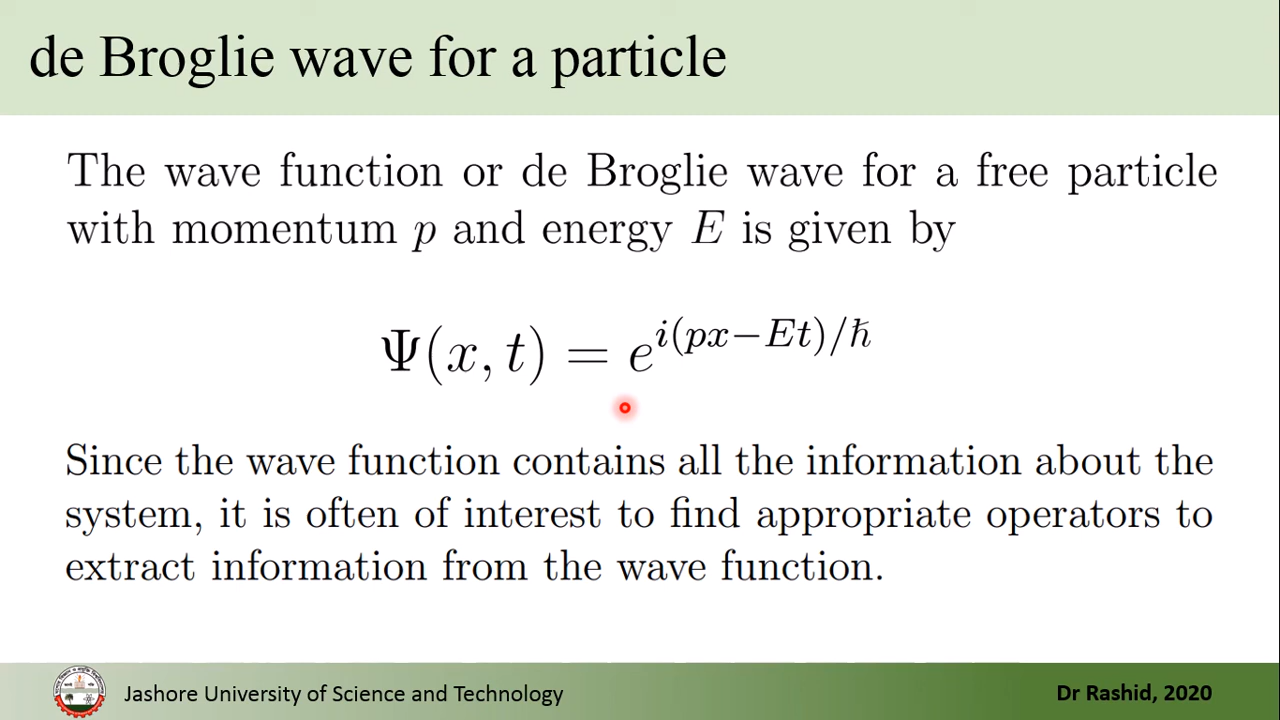 de Broglie wave for a particle
The wave function or de Broglie wave for a free particle
with momentum p and energy E is given by
Ψ(x, t) = e^{i(px−Et)/ħ}
Since the wave function contains all the information about the
system, it is often of interest to find appropriate operators to
extract information from the wave function.
Jashore University of Science and Technology
Dr Rashid, 2020